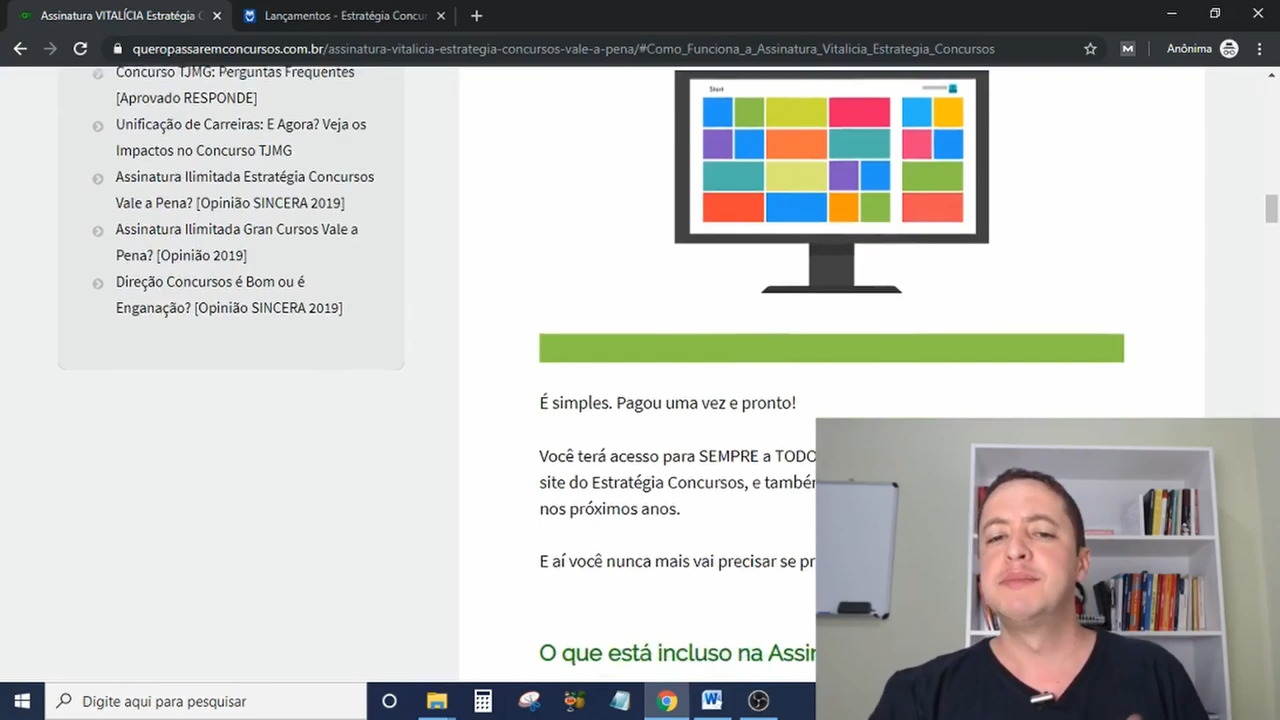 Assinatura VITALÍCIA Estratégia C
Lançamentos - Estratégia Concur
queropassaremconcursos.com.br/assinatura-vitalicia-estrategia-concursos-vale-a-pena/#Como_Funciona_a_Assinatura_Vitalicia_Estrategia_Concursos
Anônima
Concurso TJMG: Perguntas Frequentes
[Aprovado RESPONDE]
Unificação de Carreiras: E Agora? Veja os
Impactos no Concurso TJMG
Assinatura Ilimitada Estratégia Concursos
Vale a Pena? [Opinião SINCERA 2019]
Assinatura Ilimitada Gran Cursos Vale a
Pena? [Opinião 2019]
Direção Concursos é Bom ou é
Enganação? [Opinião SINCERA 2019]
Start
É simples. Pagou uma vez e pronto!
Você terá acesso para SEMPRE a TODO
site do Estratégia Concursos, e também
nos próximos anos.
E aí você nunca mais vai precisar se pr
O que está incluso na Assin
Digite aqui para pesquisar